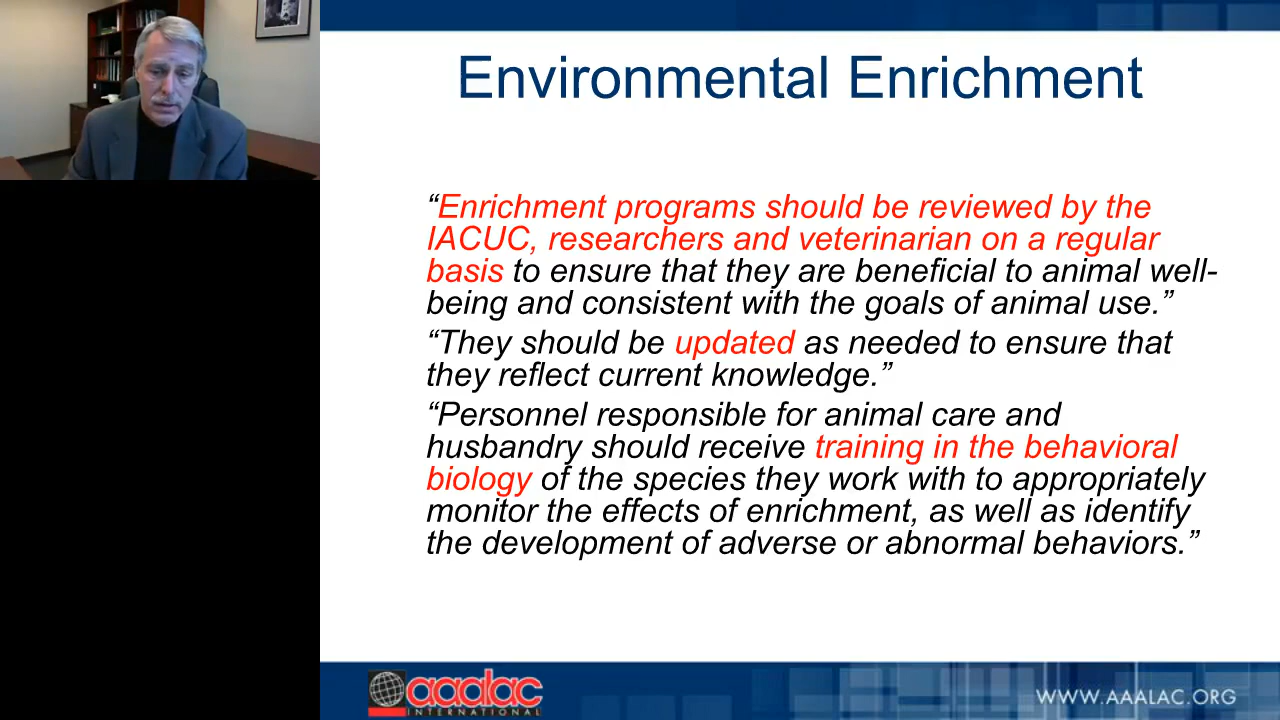 Environmental Enrichment
“Enrichment programs should be reviewed by the
IACUC, researchers and veterinarian on a regular
basis to ensure that they are beneficial to animal well-
being and consistent with the goals of animal use.”
“They should be updated as needed to ensure that
they reflect current knowledge.”
“Personnel responsible for animal care and
husbandry should receive training in the behavioral
biology of the species they work with to appropriately
monitor the effects of enrichment, as well as identify
the development of adverse or abnormal behaviors.”
aaalac
INTERNATIONAL
WWW.AAALAC.ORG